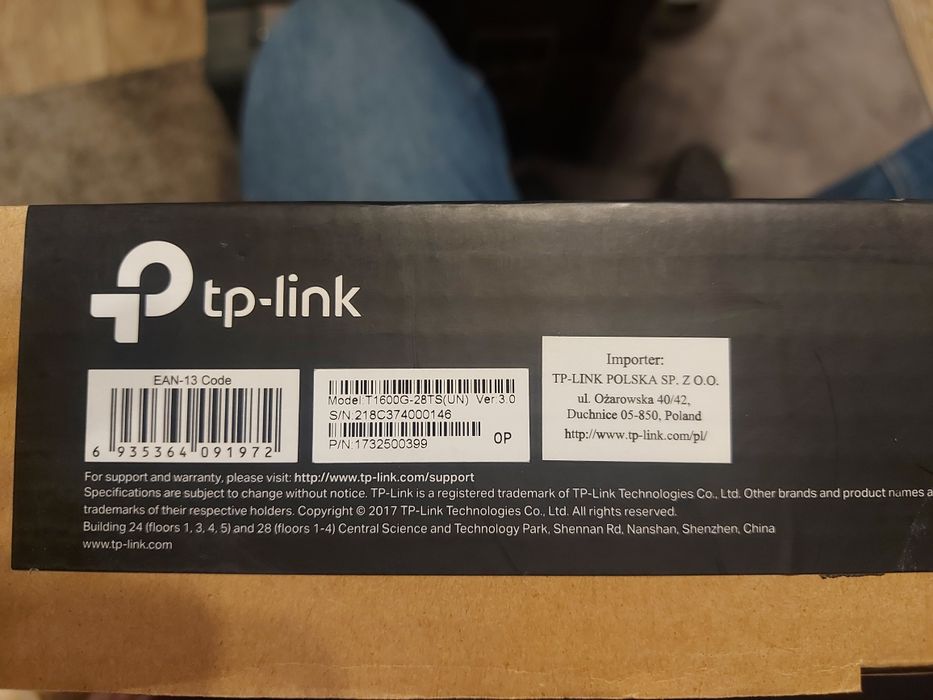 tp-link
EAN-13 Code
6 935364 091972
Model:T1600G-28TS(UN) Ver 3.0
S/N:218C374000146
P/N:1732500399
0P
Importer:
TP-LINK POLSKA SP. Z O.O.
ul. Ożarowska 40/42,
Duchnice 05-850, Poland
http://www.tp-link.com/pl/
For support and warranty, please visit: http://www.tp-link.com/support
Specifications are subject to change without notice. TP-Link is a registered trademark of TP-Link Technologies Co., Ltd. Other brands and product names a
trademarks of their respective holders. Copyright © 2017 TP-Link Technologies Co., Ltd. All rights reserved.
Building 24 (floors 1, 3, 4, 5) and 28 (floors 1-4) Central Science and Technology Park, Shennan Rd, Nanshan, Shenzhen, China
www.tp-link.com